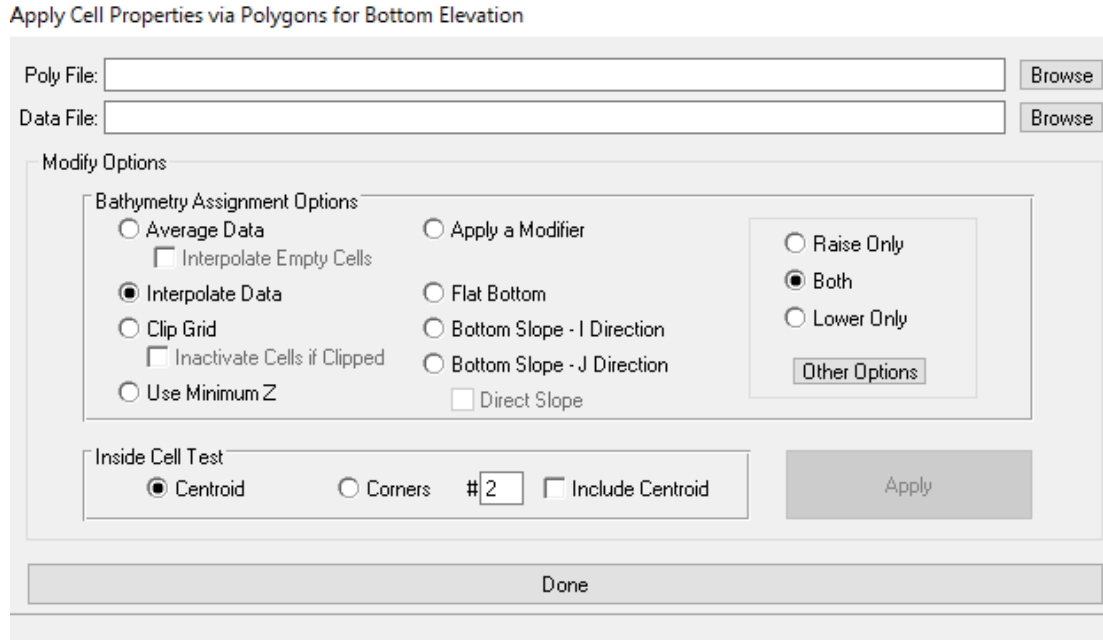 Apply Cell Properties via Polygons for Bottom Elevation
Poly File: Browse
Data File: Browse
Modify Options
Bathymetry Assignment Options
Average Data
Interpolate Empty Cells
Interpolate Data
Clip Grid
Inactivate Cells if Clipped
Use Minimum Z
Apply a Modifier
Flat Bottom
Bottom Slope - I Direction
Bottom Slope - J Direction
Direct Slope
Raise Only
Both
Lower Only
Other Options
Inside Cell Test
Centroid Corners # 2 Include Centroid
Apply
Done